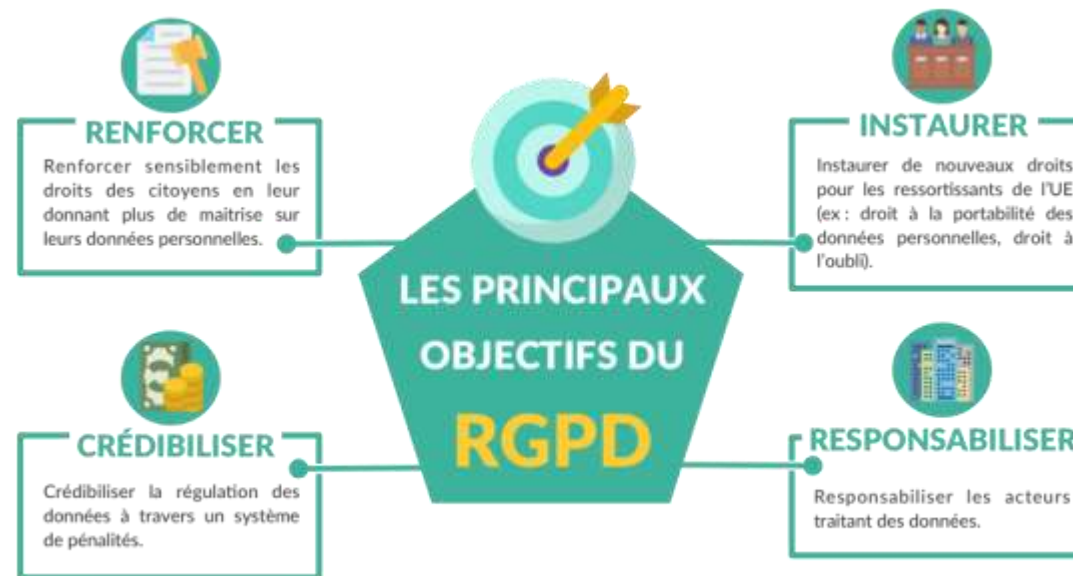 RENFORCER
Renforcer sensiblement les
droits des citoyens en leur
donnant plus de maitrise sur
leurs données personnelles.
INSTAURER
Instaurer de nouveaux droits
pour les ressortissants de l'UE
(ex : droit à la portabilité des
données personnelles, droit à
l'oubli).
LES PRINCIPAUX
OBJECTIFS DU
RGPD
CRÉDIBILISER
Crédibiliser la régulation des
données à travers un système
de pénalités.
RESPONSABILISER
Responsabiliser les acteurs
traitant des données.